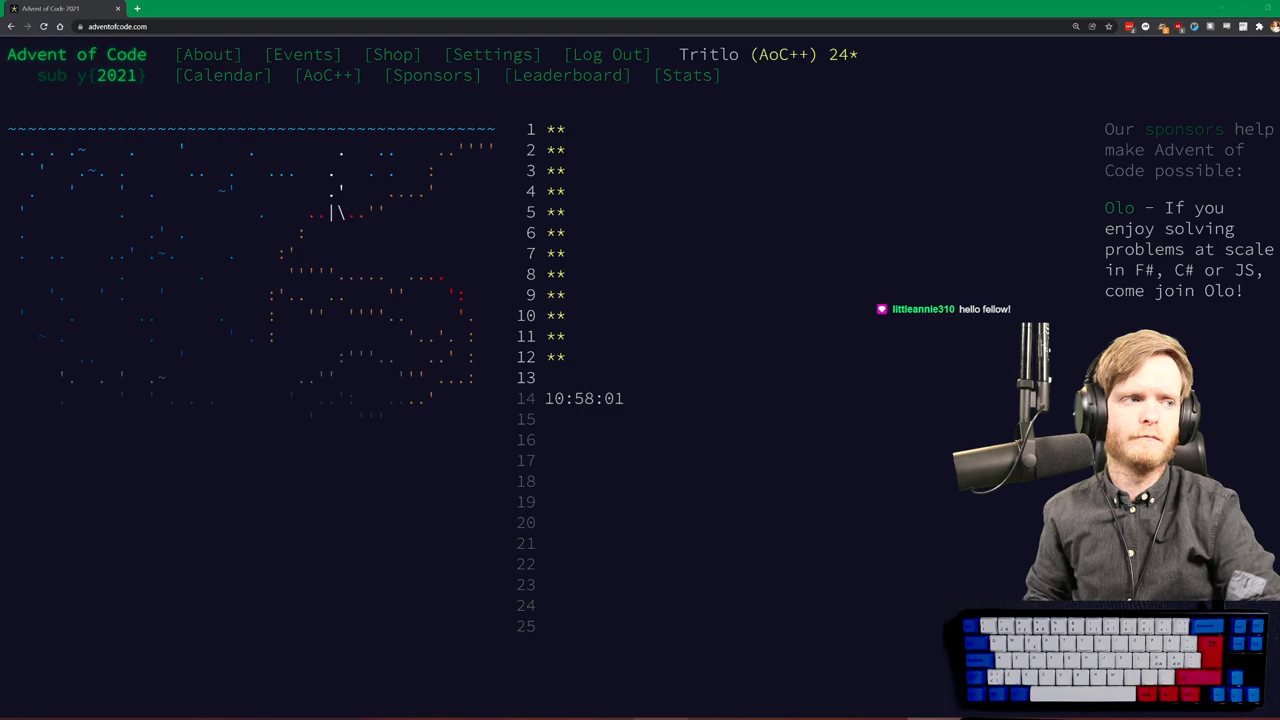 Advent of Code 2021
adventofcode.com
Advent of Code [About] [Events] [Shop] [Settings] [Log Out] Tritlo (AoC++) 24*
sub y{2021} [Calendar] [AoC++] [Sponsors] [Leaderboard] [Stats]
1 **
2 **
3 **
4 **
5 **
6 **
7 **
8 **
9 **
10 **
11 **
12 **
13
14 10:58:01
15
16
17
18
19
20
21
22
23
24
25
Our sponsors help
make Advent of
Code possible:
Olo - If you
enjoy solving
problems at scale
in F#, C# or JS,
come join Olo!
littleannie310 hello fellow!